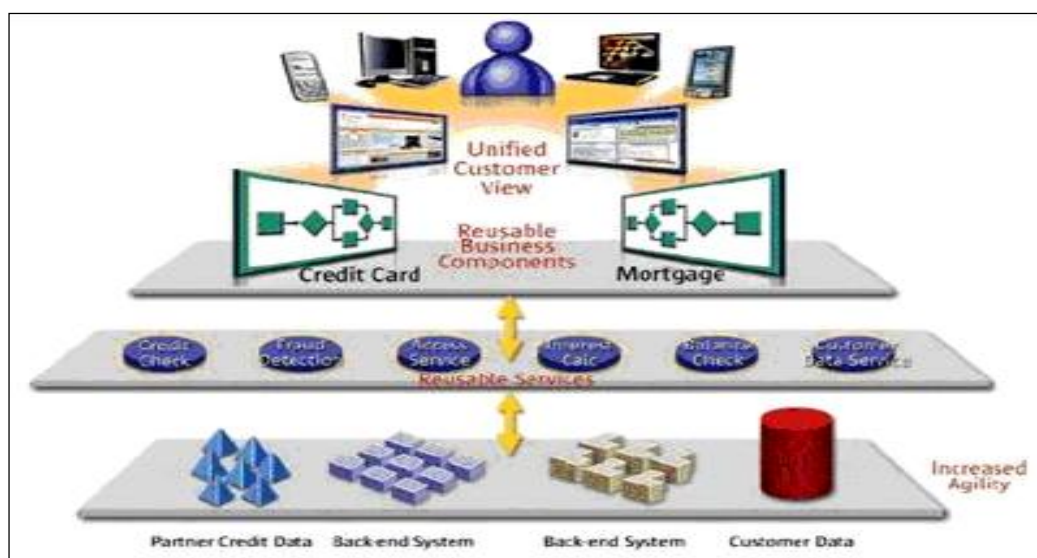 Unified
Customer
View
Reusable
Business
Components
Credit Card
Mortgage
Credit
Check
Fraud
Detection
Access
Service
Interest
Calc
Balance
Check
Customer
Data Service
Reusable Services
Increased
Agility
Partner Credit Data
Back-end System
Back-end System
Customer Data